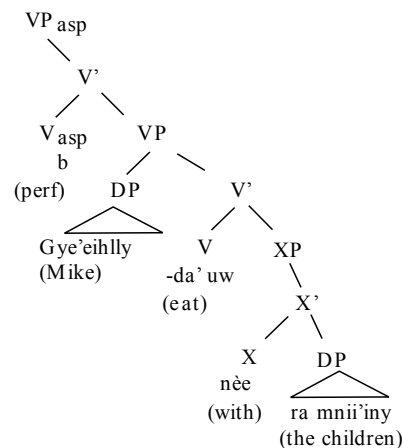 VP asp
V’
V asp VP
b
(perf) DP V’
Gye'eihlly V XP
(Mike) -da’ uw
(eat) X’
X DP
nèe ra mnii'iny
(with) (the children)